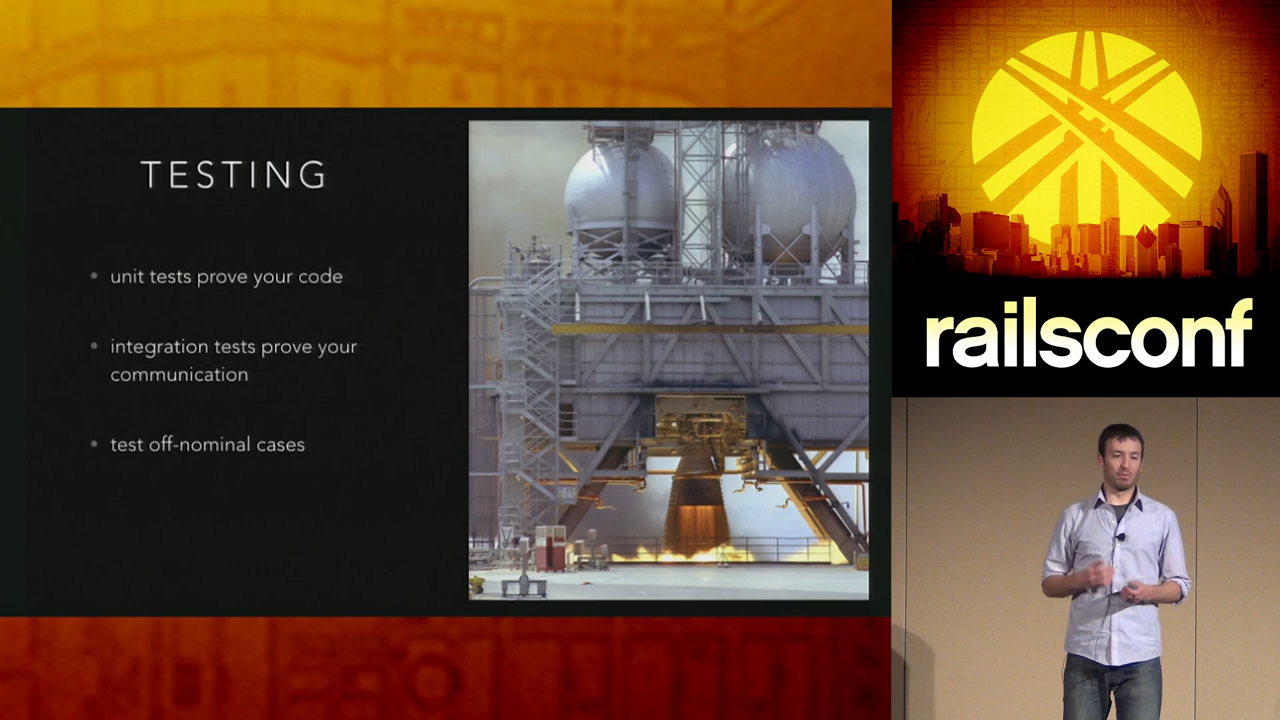 TESTING
unit tests prove your code
integration tests prove your
communication
test off-nominal cases
railsconf